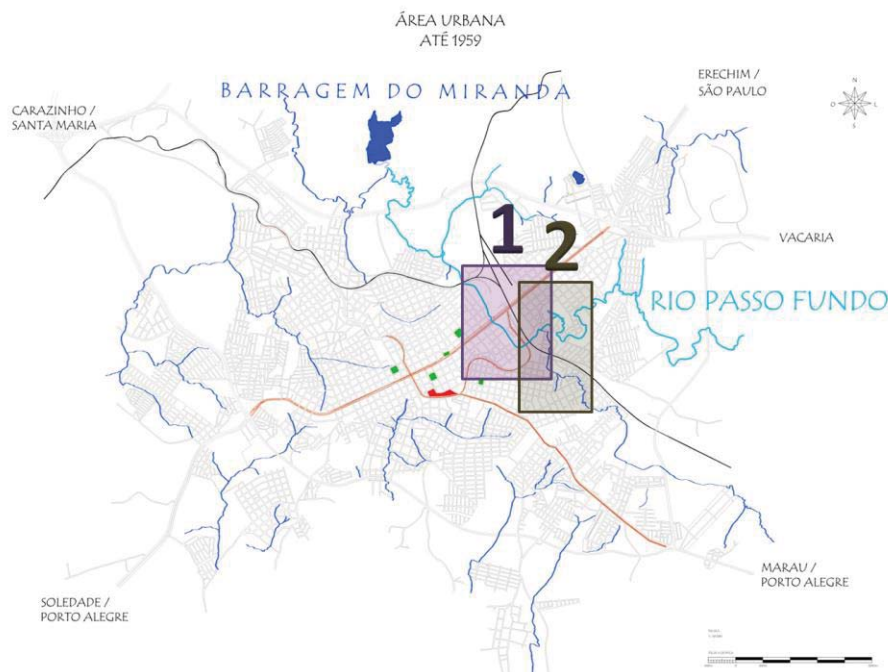 ÁREA URBANA
ATÉ 1959
BARRAGEM DO MIRANDA
ERECHIM /
SÃO PAULO
CARAZINHO /
SANTA MARIA
N
O
L
S
1
2
VACARIA
RIO PASSO FUNDO
MARAU /
PORTO ALEGRE
SOLEDADE /
PORTO ALEGRE